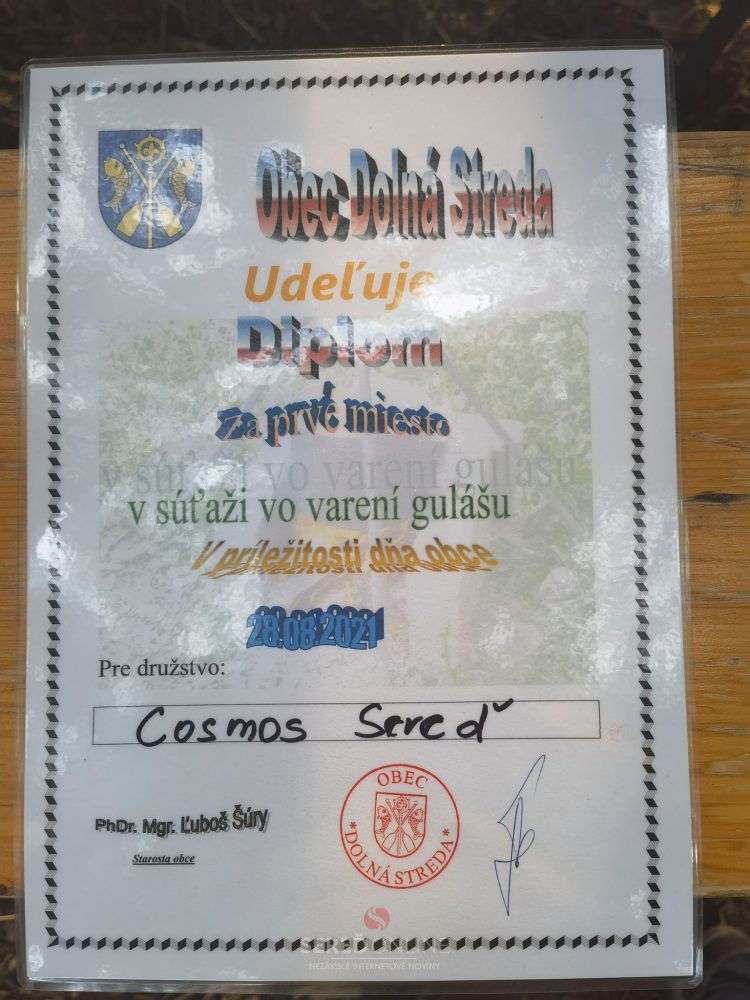 Obec Dolná Streda
Udeľuje
Diplom
Za prvé miesto
v súťaži vo varení gulášu
V príležitosti dňa obce
28.08.2021
Pre družstvo:
Cosmos Sereď
PhDr. Mgr. Ľuboš Šúry
Starosta obce
OBEC
*DOLNÁ STREDA*
SEREĎONLINE
NEZÁVISLÉ INTERNETOVÉ NOVINY